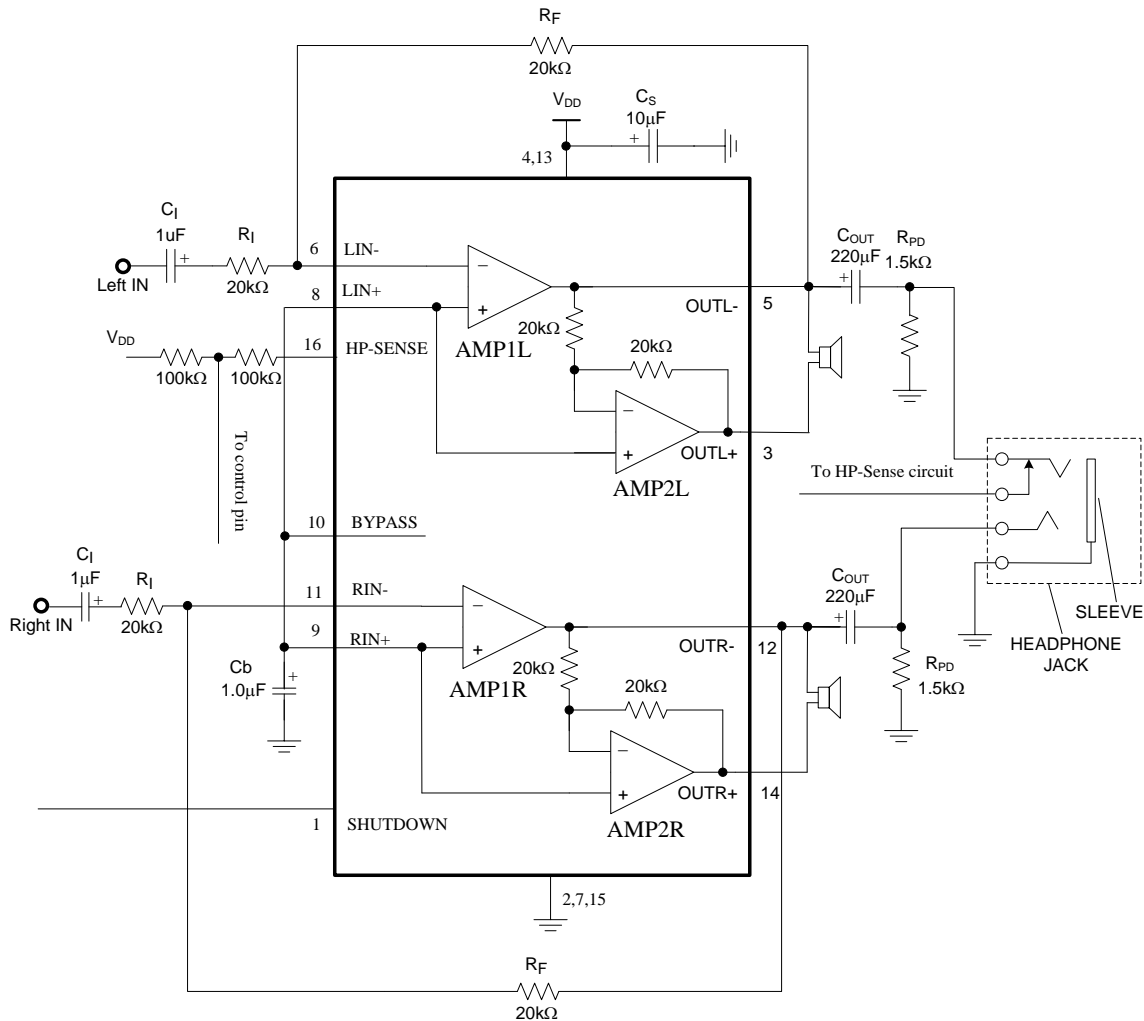 RF
20kΩ
VDD
CS
10μF
+
4,13
CI
1uF
+
RI
20kΩ
Left IN
6
LIN-
8
LIN+
VDD
100kΩ
100kΩ
16
HP-SENSE
To control pin
−
+
AMP1L
20kΩ
20kΩ
−
+
AMP2L
OUTL-
5
OUTL+
3
COUT
220μF
+
RPD
1.5kΩ
To HP-Sense circuit
SLEEVE
HEADPHONE
JACK
10
BYPASS
CI
1μF
+
RI
20kΩ
Right IN
11
RIN-
9
RIN+
Cb
1.0μF
+
−
+
AMP1R
20kΩ
20kΩ
−
+
AMP2R
OUTR-
12
OUTR+
14
COUT
220μF
+
RPD
1.5kΩ
1
SHUTDOWN
2,7,15
RF
20kΩ